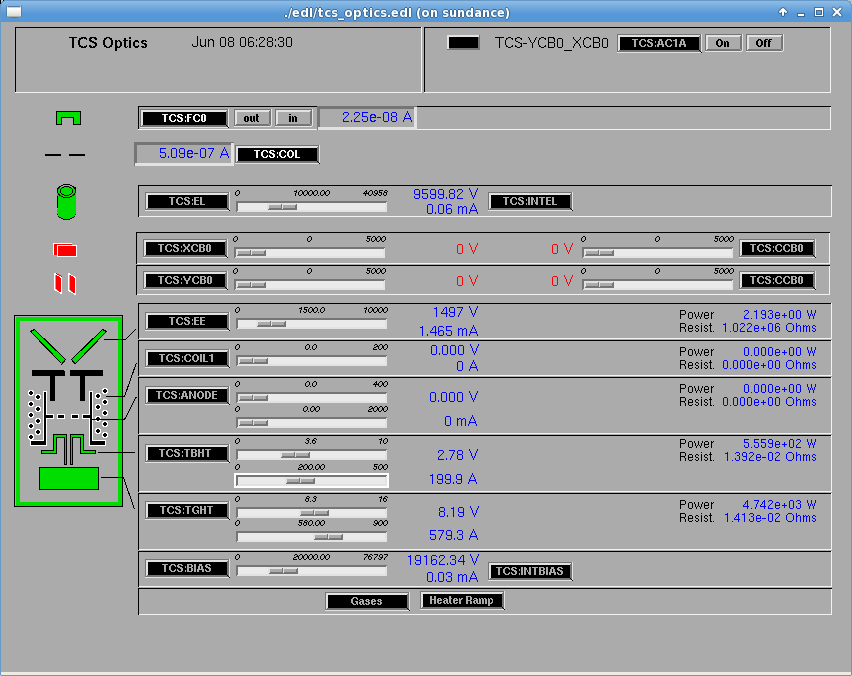 ./edl/tcs_optics.edl (on sundance)
TCS Optics Jun 08 06:28:30 TCS-YCB0_XCB0 TCS:AC1A On Off
TCS:FC0 out in 2.25e-08 A
5.09e-07 A TCS:COL
0 10000.00 40958
TCS:EL 9599.82 V TCS:INTEL
0.06 mA
0 0 5000 0 0 5000
TCS:XCB0 0 V 0 V TCS:CCB0
0 0 5000 0 0 5000
TCS:YCB0 0 V 0 V TCS:CCB0
0 1500.0 10000 1497 V Power 2.193e+00 W
TCS:EE 1.465 mA Resist. 1.022e+06 Ohms
0 0.0 200 0.000 V Power 0.000e+00 W
TCS:COIL1 0 A Resist. 0.000e+00 Ohms
0 0.0 400 Power 0.000e+00 W
TCS:ANODE 0.000 V Resist. 0.000e+00 Ohms
0 0.00 2000
0 mA
0 3.6 10 Power 5.559e+02 W
TCS:TBHT 2.78 V Resist. 1.392e-02 Ohms
0 200.00 500
199.9 A
0 8.3 16 Power 4.742e+03 W
TCS:TGHT 8.19 V Resist. 1.413e-02 Ohms
0 580.00 900
579.3 A
0 20000.00 76797 19162.34 V
TCS:BIAS 0.03 mA TCS:INTBIAS
Gases Heater Ramp